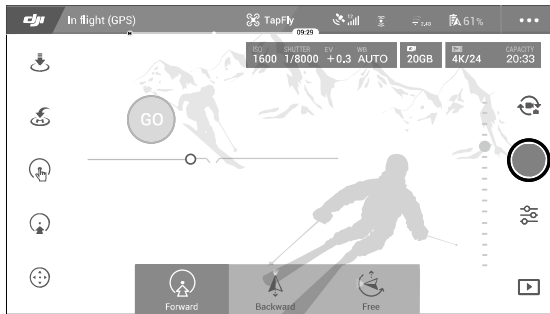 dji In flight (GPS) TapFly 61%
09:29
ISO SHUTTER EV WB CAPACITY
1600 1/8000 +0.3 AUTO 20GB 4K/24 20:33
GO
Forward Backward Free